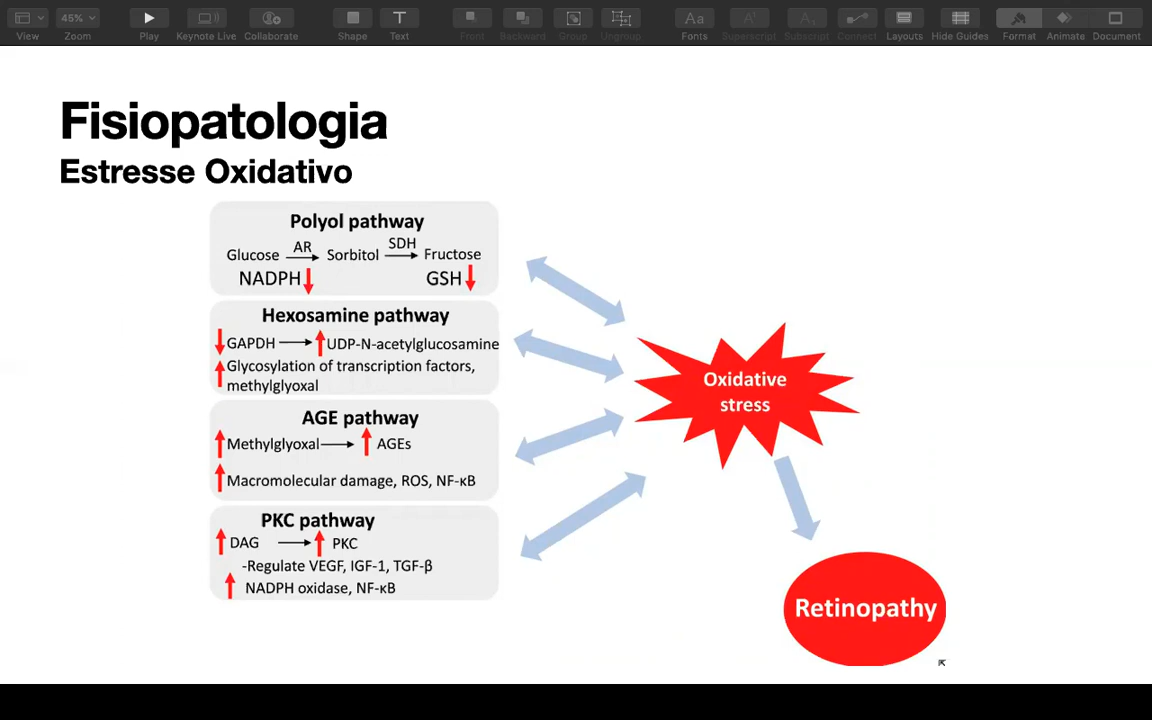 View Zoom Play Keynote Live Collaborate Shape Text Front Backward Group Ungroup Fonts Superscript Subscript Connect Layouts Hide Guides Format Animate Document
45%
Fisiopatologia
Estresse Oxidativo
Polyol pathway
Glucose AR Sorbitol SDH Fructose
NADPH GSH
Hexosamine pathway
GAPDH UDP-N-acetylglucosamine
Glycosylation of transcription factors,
methylglyoxal
AGE pathway
Methylglyoxal AGEs
Macromolecular damage, ROS, NF-κB
PKC pathway
DAG PKC
-Regulate VEGF, IGF-1, TGF-β
NADPH oxidase, NF-κB
Oxidative
stress
Retinopathy